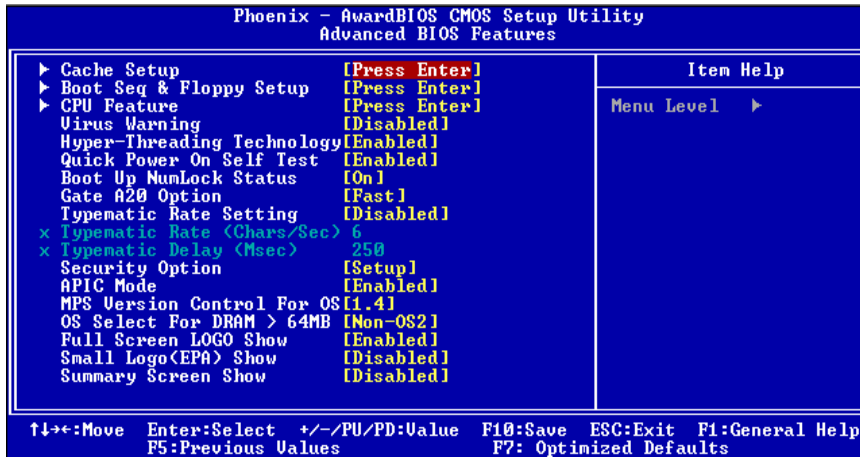 Phoenix - AwardBIOS CMOS Setup Utility
Advanced BIOS Features
► Cache Setup [Press Enter]
► Boot Seq & Floppy Setup [Press Enter]
► CPU Feature [Press Enter]
Virus Warning [Disabled]
Hyper-Threading Technology[Enabled]
Quick Power On Self Test [Enabled]
Boot Up NumLock Status [On]
Gate A20 Option [Fast]
Typematic Rate Setting [Disabled]
x Typematic Rate (Chars/Sec) 6
x Typematic Delay (Msec) 250
Security Option [Setup]
APIC Mode [Enabled]
MPS Version Control For OS[1.4]
OS Select For DRAM > 64MB [Non-OS2]
Full Screen LOGO Show [Enabled]
Small Logo(EPA) Show [Disabled]
Summary Screen Show [Disabled]
Item Help
Menu Level ►
↑↓→←:Move Enter:Select +/-/PU/PD:Value F10:Save ESC:Exit F1:General Help
F5:Previous Values F7: Optimized Defaults